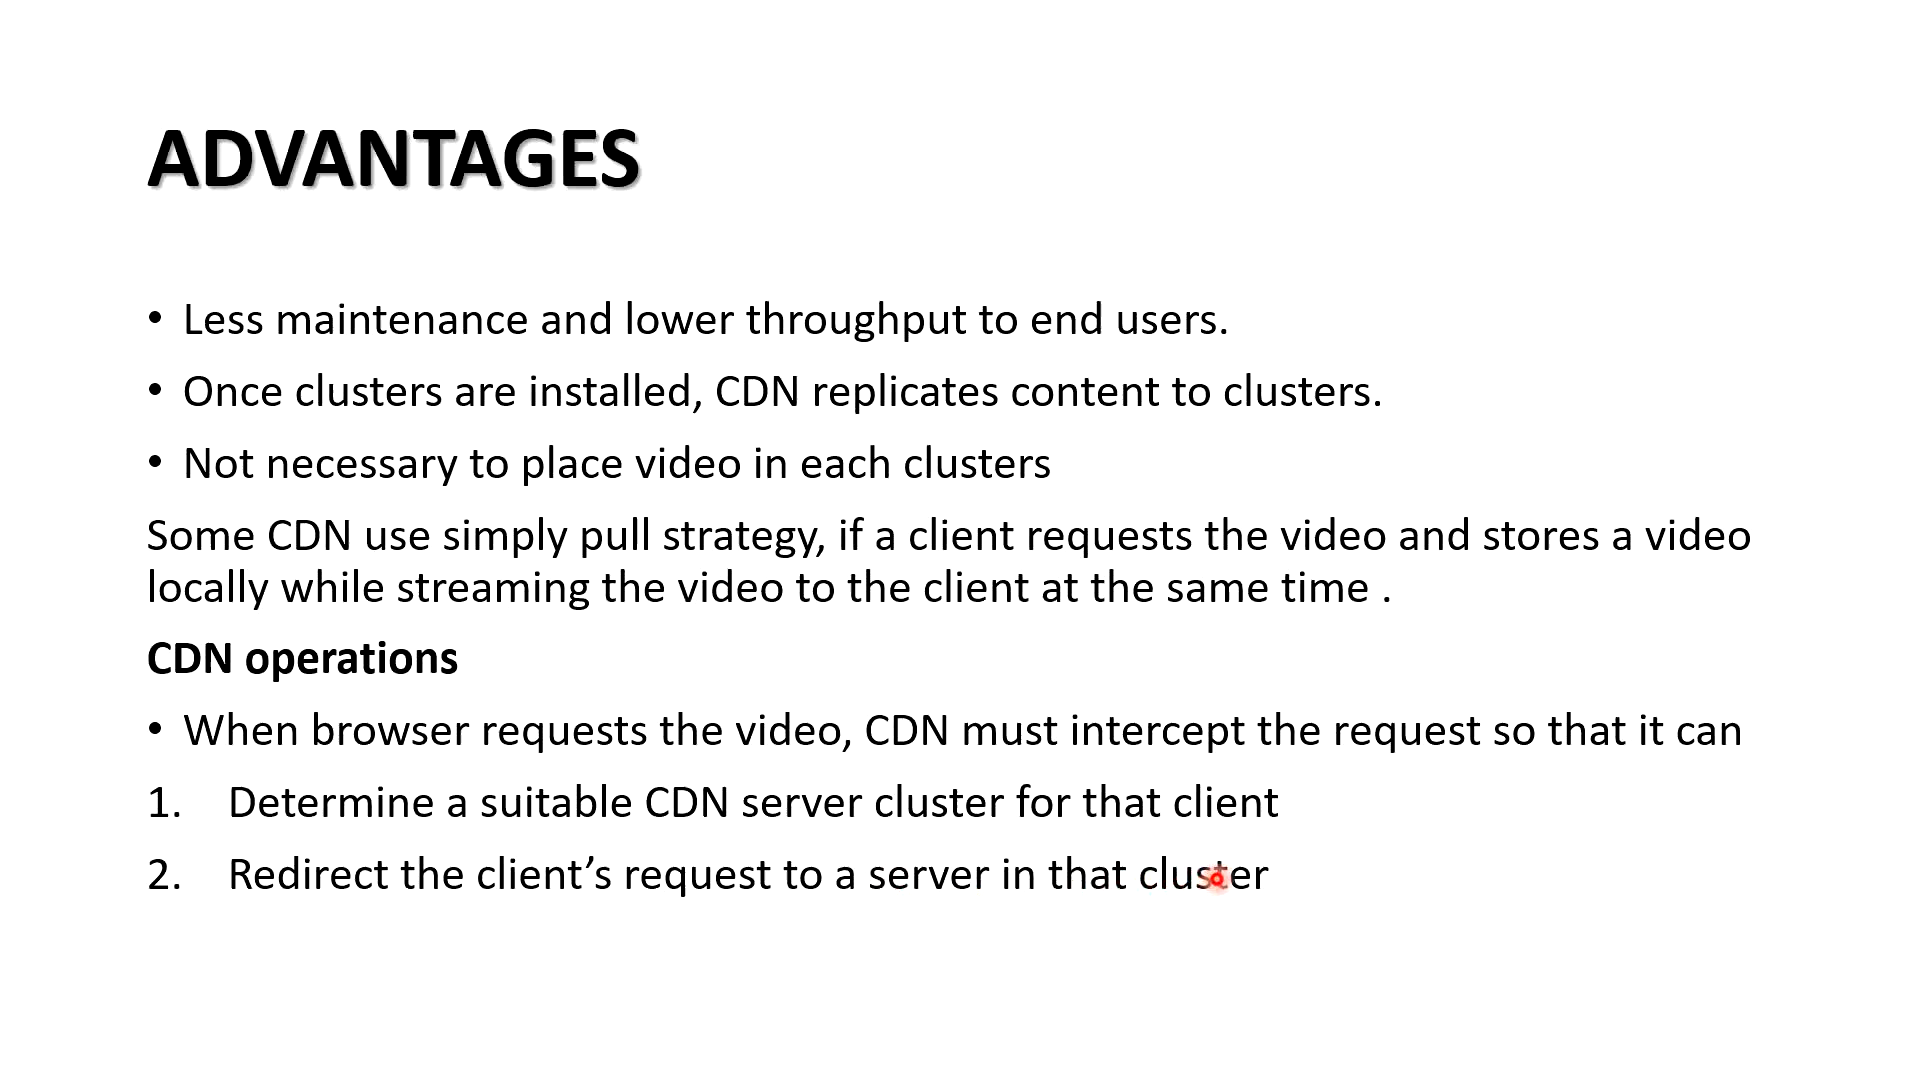 ADVANTAGES
• Less maintenance and lower throughput to end users.
• Once clusters are installed, CDN replicates content to clusters.
• Not necessary to place video in each clusters
Some CDN use simply pull strategy, if a client requests the video and stores a video
locally while streaming the video to the client at the same time .
CDN operations
• When browser requests the video, CDN must intercept the request so that it can
1. Determine a suitable CDN server cluster for that client
2. Redirect the client’s request to a server in that cluster